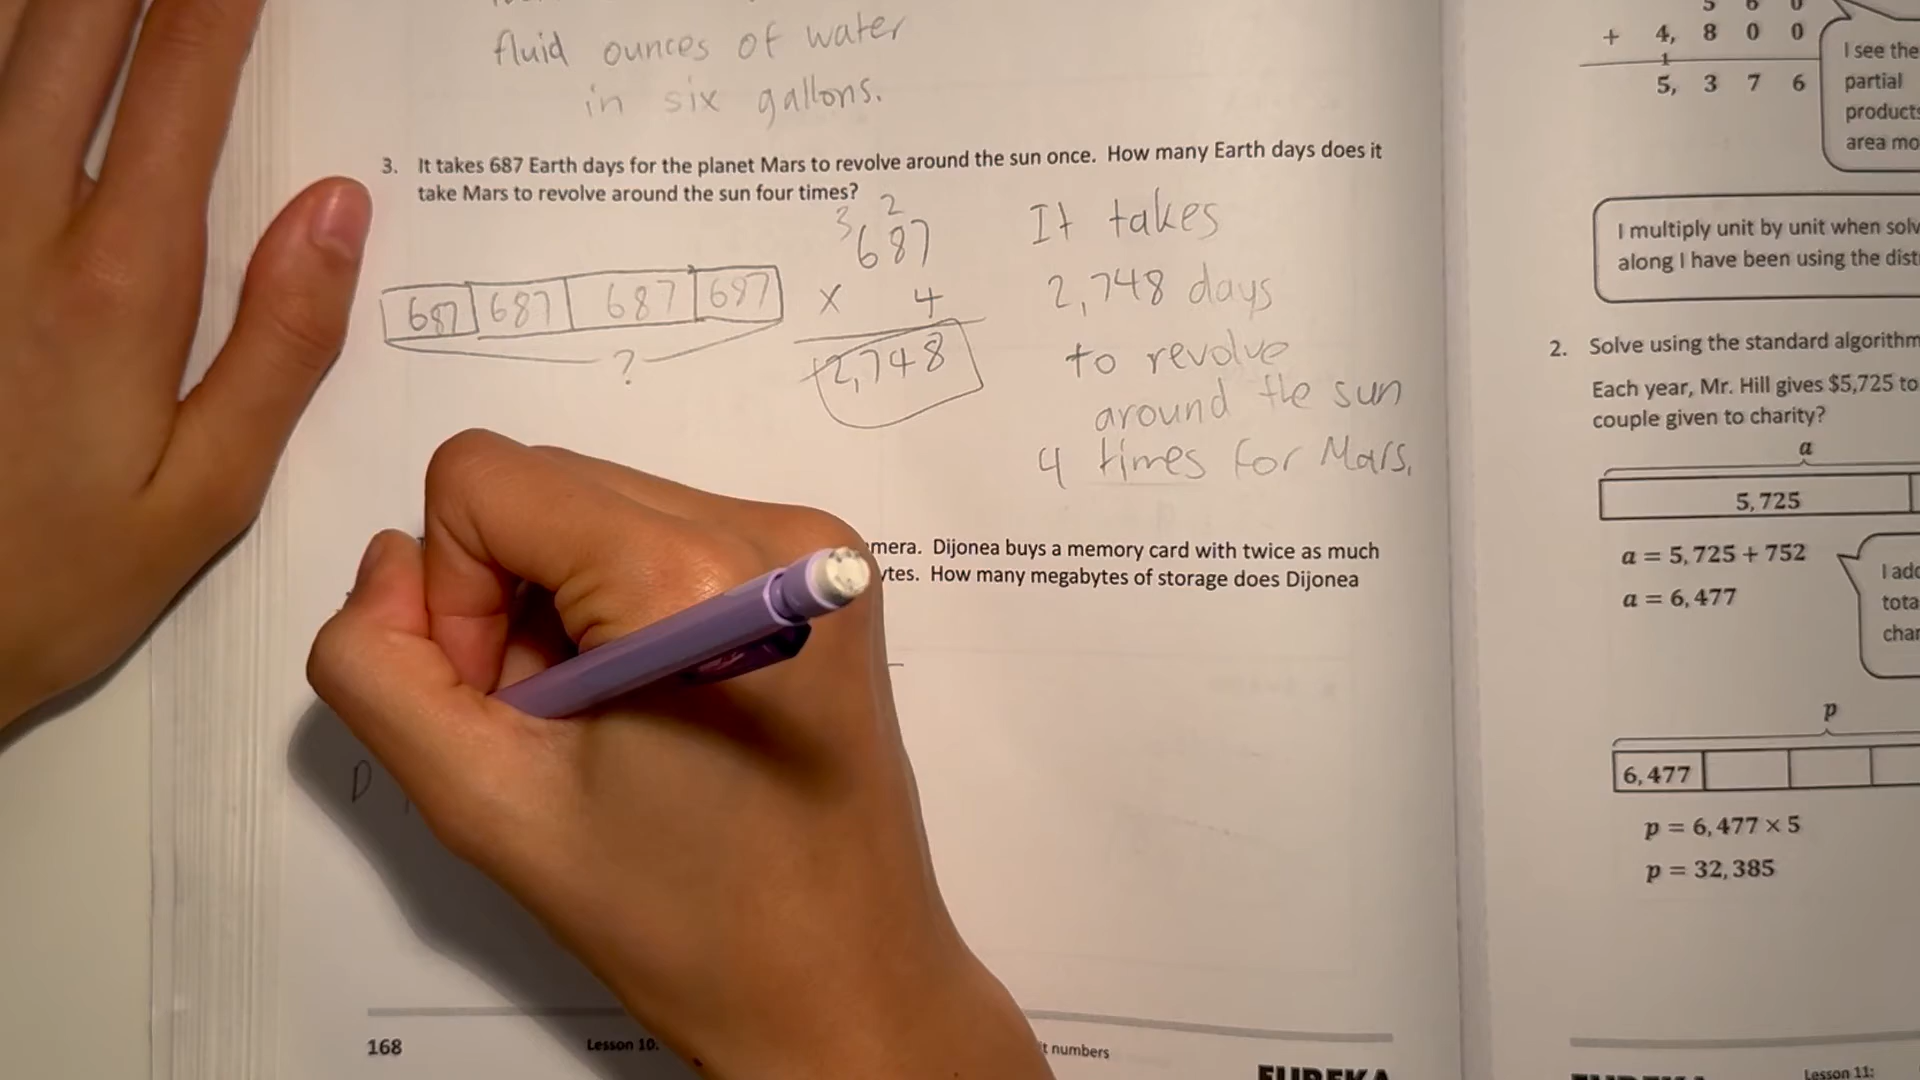 fluid ounces of water
in six gallons.
3. It takes 687 Earth days for the planet Mars to revolve around the sun once. How many Earth days does it
take Mars to revolve around the sun four times?
3 2
687
x 4
2,748
687 687 687 687
?
It takes
2,748 days
to revolve
around the sun
4 times for Mars.
mera. Dijonea buys a memory card with twice as much
ytes. How many megabytes of storage does Dijonea
D
168
Lesson 10:
t numbers
EUREKA
5 6 0
+ 4, 8 0 0
1
5, 3 7 6
I see the
partial
products
area mo
I multiply unit by unit when solv
along I have been using the dist
2. Solve using the standard algorithm
Each year, Mr. Hill gives $5,725 to
couple given to charity?
a
5,725
a = 5,725 + 752
a = 6,477
I add
tota
char
p
6,477
p = 6,477 × 5
p = 32,385
Lesson 11: